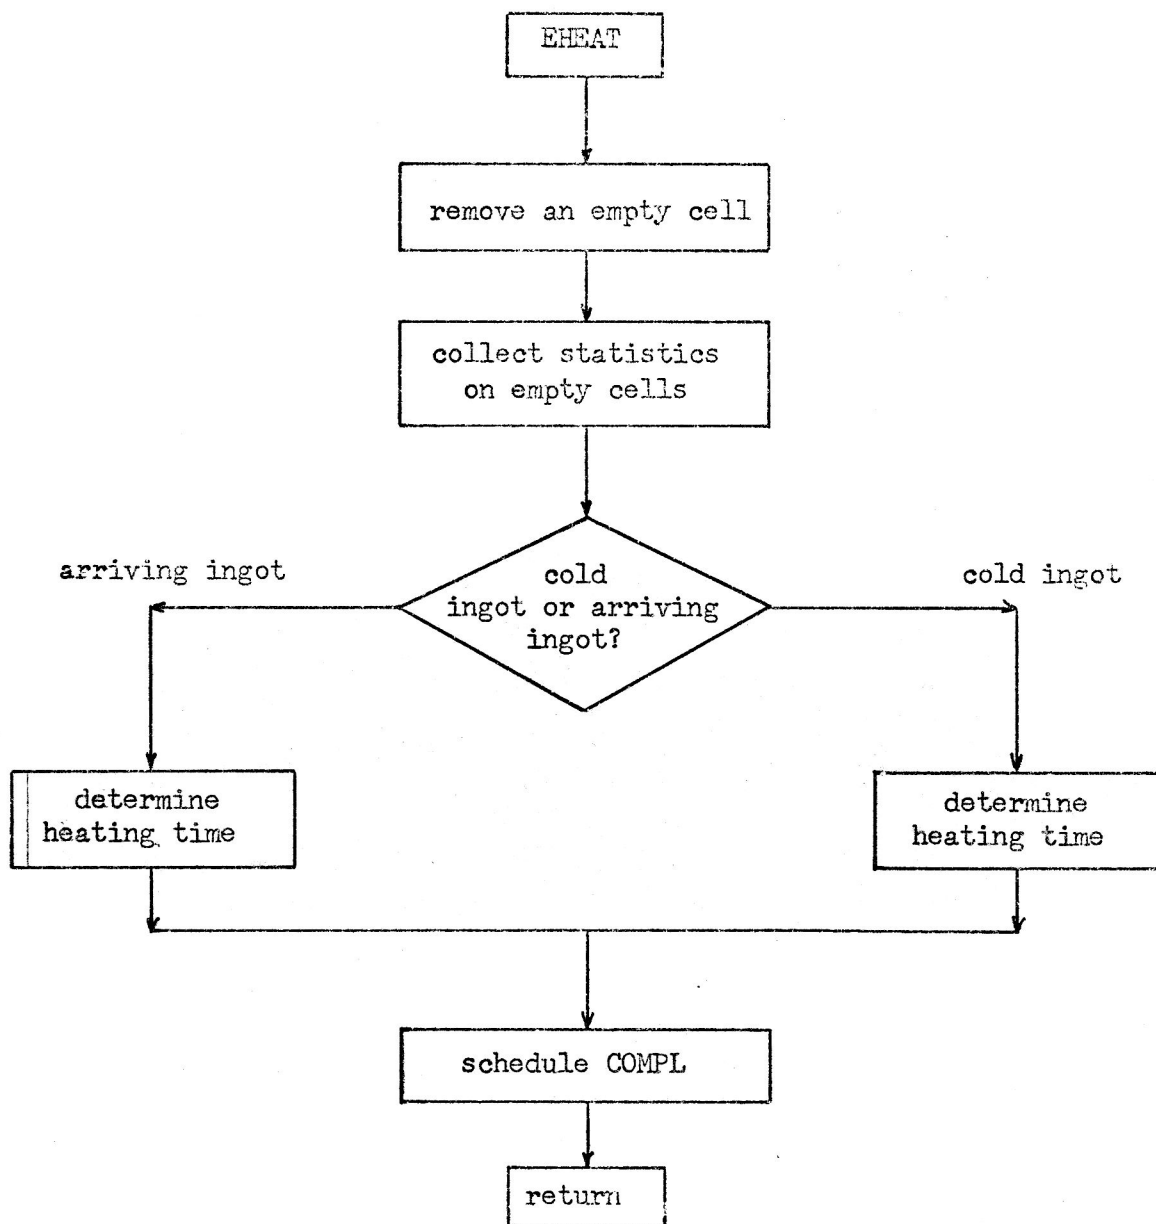 EHEAT
remove an empty cell
collect statistics
on empty cells
arriving ingot
cold
ingot or arriving
ingot?
cold ingot
determine
heating time
determine
heating time
schedule COMPL
return